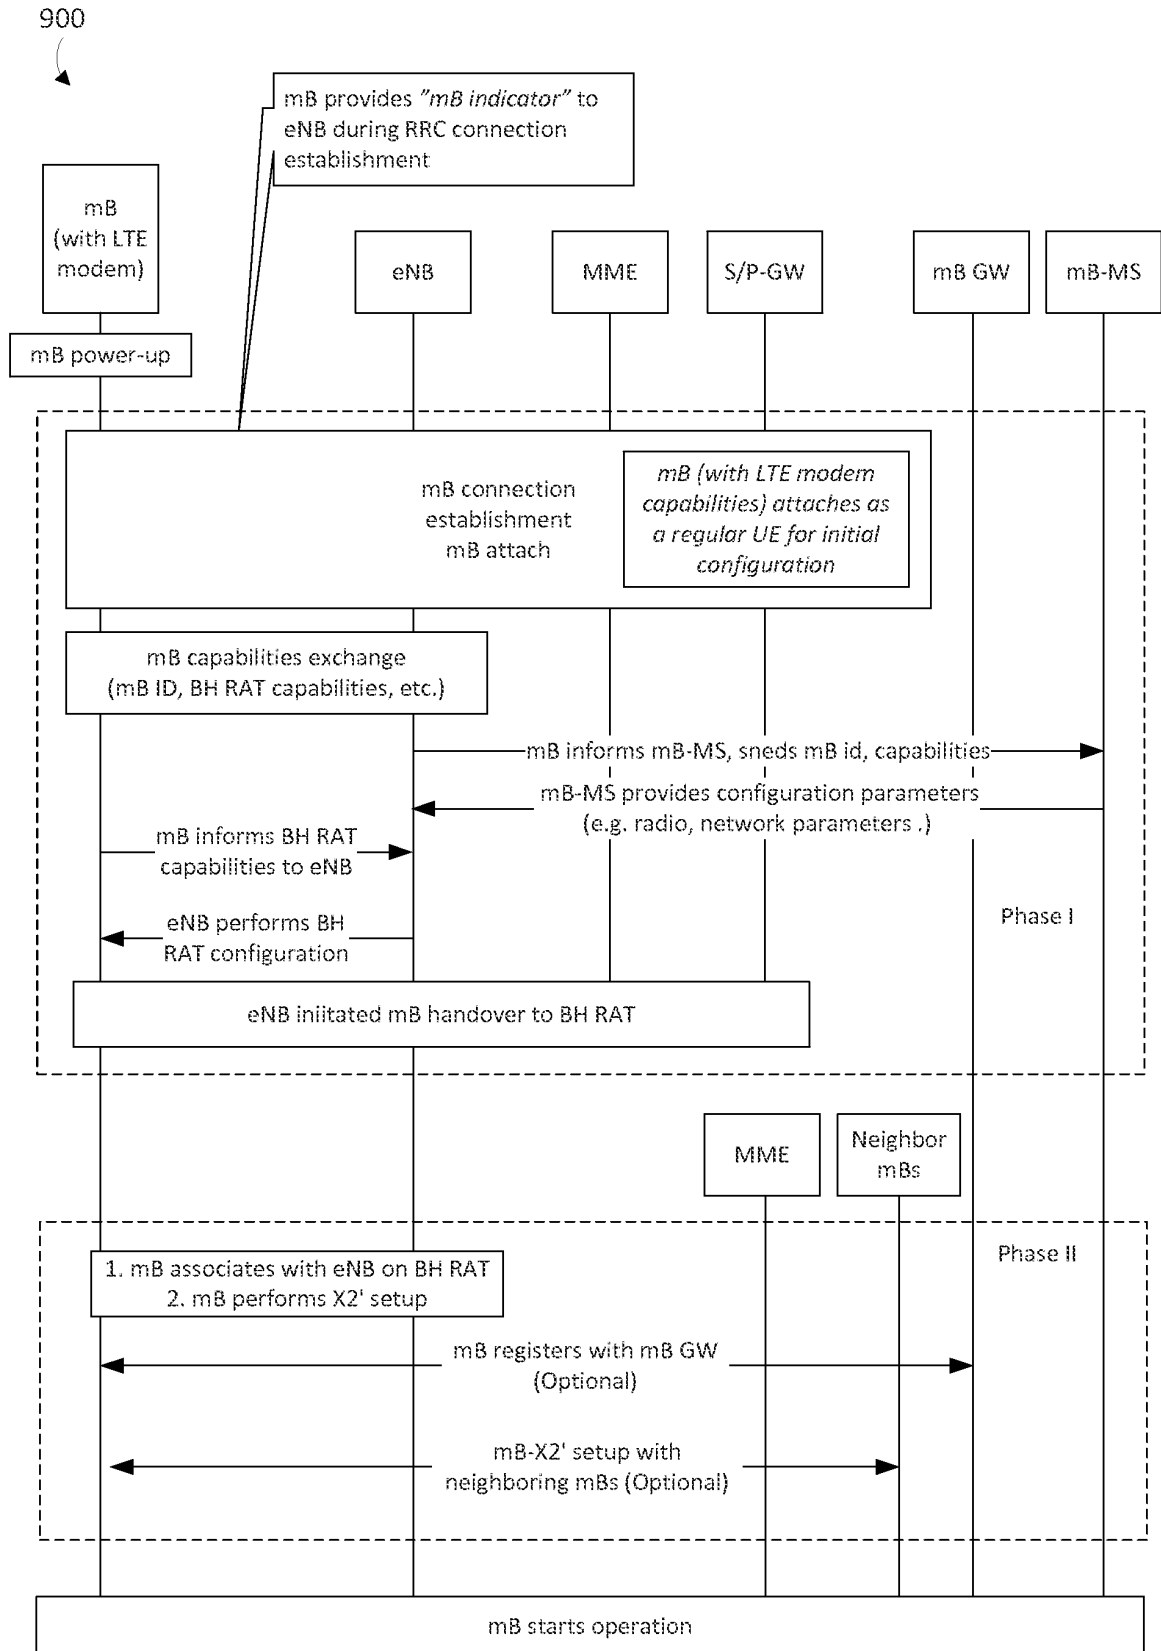 900
mB provides "mB indicator" to
eNB during RRC connection
establishment
mB
(with LTE
modem)
eNB
MME
S/P-GW
mB GW
mB-MS
mB power-up
mB connection
establishment
mB attach
mB (with LTE modem
capabilities) attaches as
a regular UE for initial
configuration
mB capabilities exchange
(mB ID, BH RAT capabilities, etc.)
mB informs mB-MS, sneds mB id, capabilities
mB-MS provides configuration parameters
(e.g. radio, network parameters .)
mB informs BH RAT
capabilities to eNB
Phase I
eNB performs BH
RAT configuration
eNB iniitated mB handover to BH RAT
MME
Neighbor
mBs
Phase II
1. mB associates with eNB on BH RAT
2. mB performs X2' setup
mB registers with mB GW
(Optional)
mB-X2' setup with
neighboring mBs (Optional)
mB starts operation